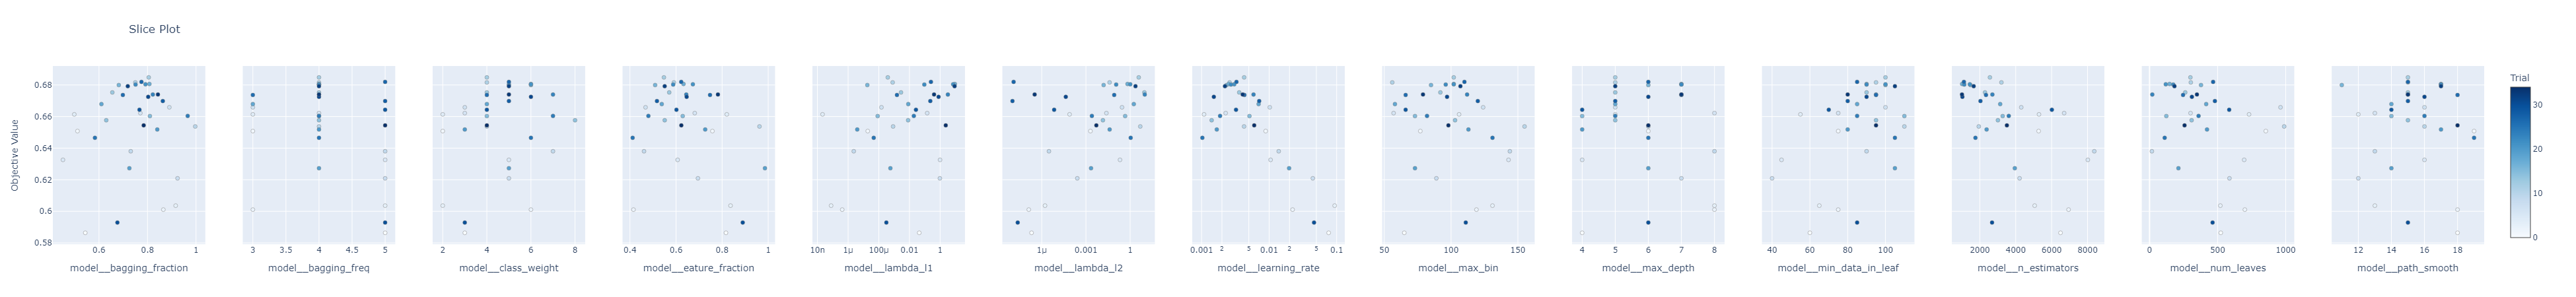 Slice Plot
Objective Value
0.68
0.66
0.64
0.62
0.6
0.58
0.6 0.8 1
model__bagging_fraction
3 3.5 4 4.5 5
model__bagging_freq
2 4 6 8
model__class_weight
0.4 0.6 0.8 1
model__eature_fraction
10n 1μ 100μ 0.01 1
model__lambda_l1
1μ 0.001 1
model__lambda_l2
0.001 2 5 0.01 2 5 0.1
model__learning_rate
50 100 150
model__max_bin
4 5 6 7 8
model__max_depth
40 60 80 100
model__min_data_in_leaf
2000 4000 6000 8000
model__n_estimators
0 500 1000
model__num_leaves
12 14 16 18
model__path_smooth
Trial
30
20
10
0